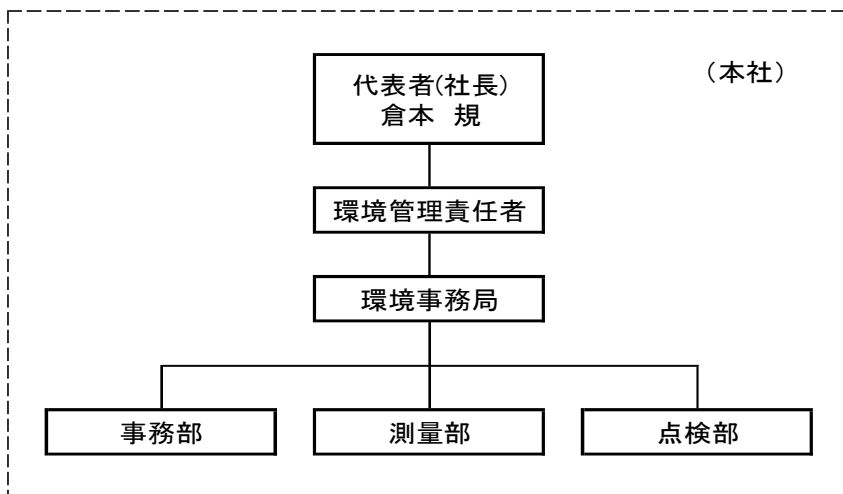 （本社）
代表者(社長)
倉本　規
環境管理責任者
環境事務局
事務部
測量部
点検部